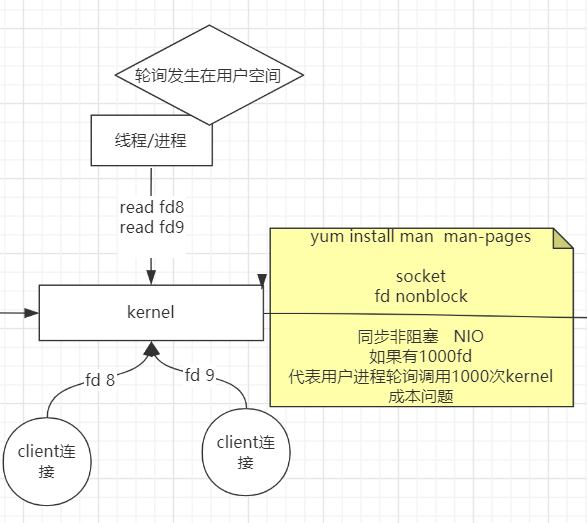 轮询发生在用户空间
线程/进程
read fd8
read fd9
yum install man man-pages
socket
fd nonblock
kernel
同步非阻塞 NIO
如果有1000fd
代表用户进程轮询调用1000次kernel
成本问题
fd 8
fd 9
client连
接
client连
接